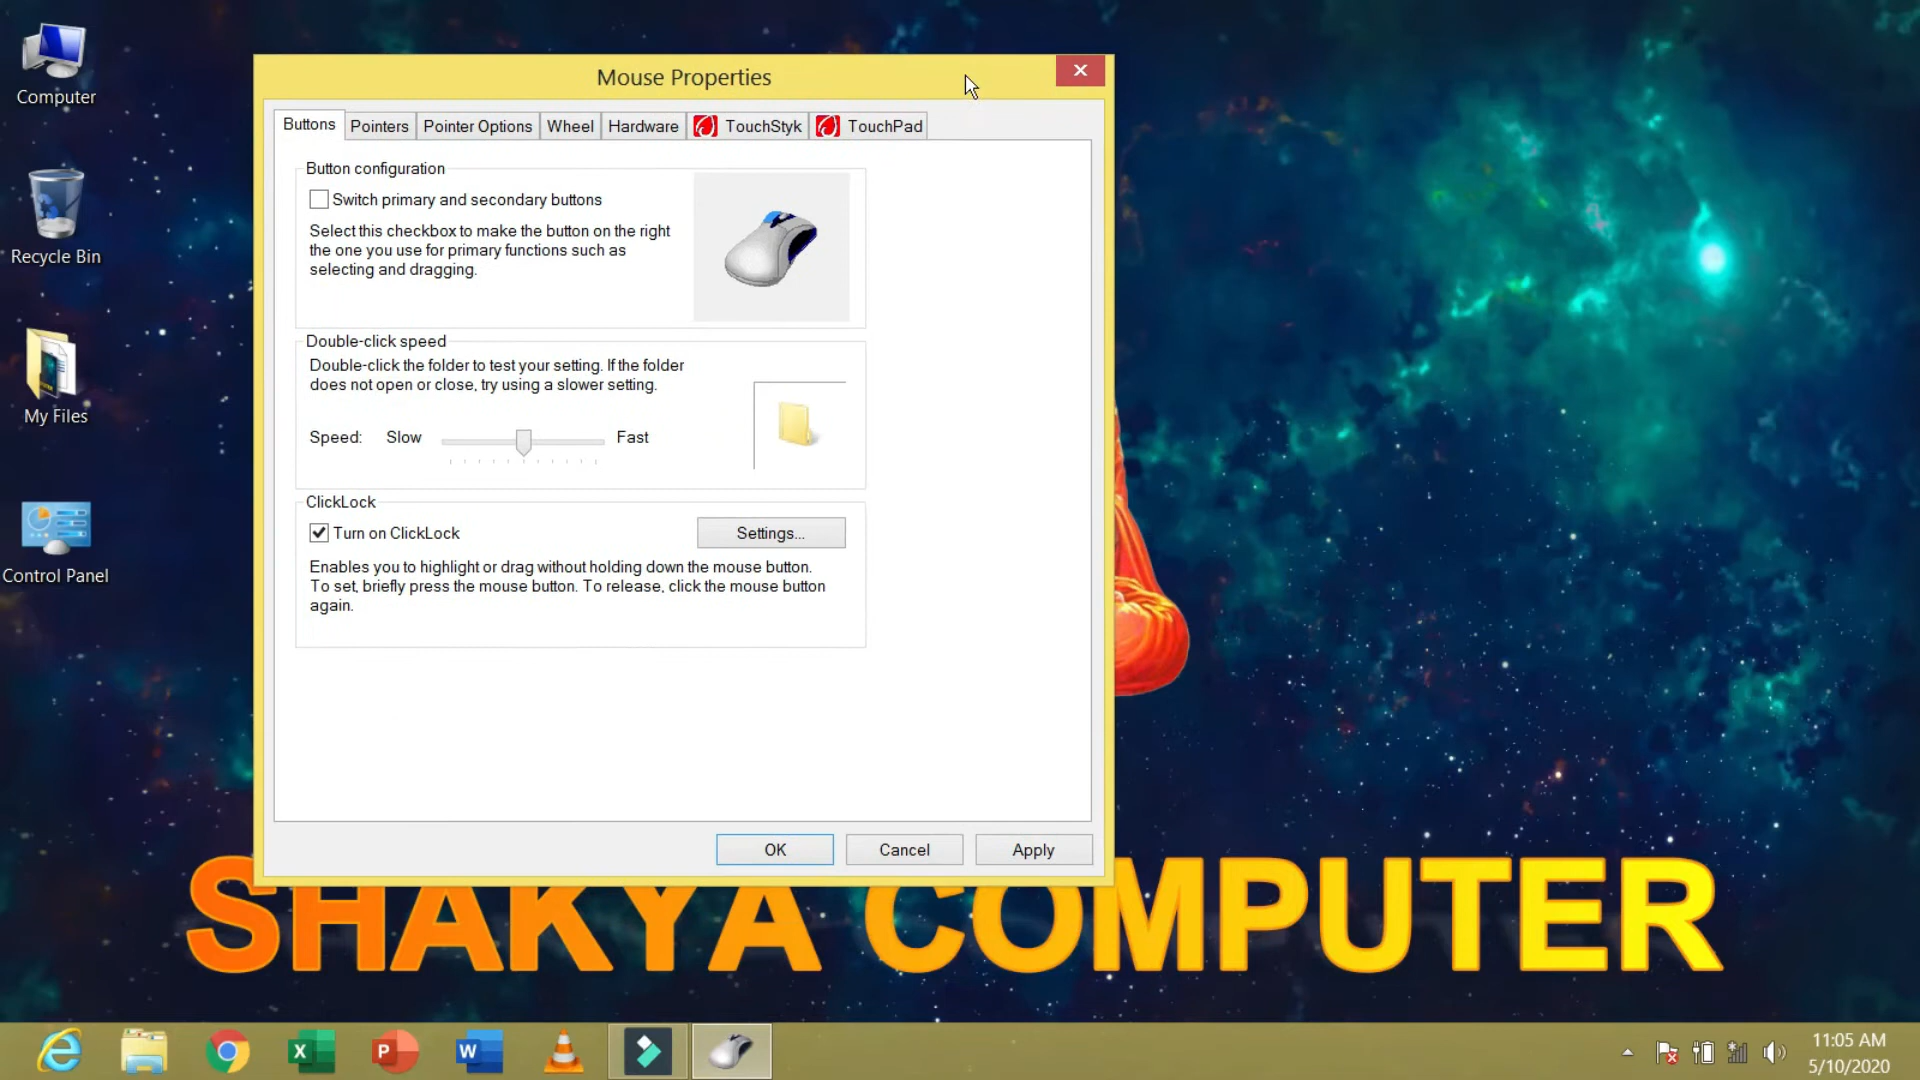 Computer
Recycle Bin
My Files
Control Panel
Mouse Properties
Buttons Pointers Pointer Options Wheel Hardware TouchStyk TouchPad
Button configuration
Switch primary and secondary buttons
Select this checkbox to make the button on the right
the one you use for primary functions such as
selecting and dragging.
Double-click speed
Double-click the folder to test your setting. If the folder
does not open or close, try using a slower setting.
Speed: Slow Fast
ClickLock
Turn on ClickLock Settings...
Enables you to highlight or drag without holding down the mouse button.
To set, briefly press the mouse button. To release, click the mouse button
again.
OK Cancel Apply
SHAKYA COMPUTER
11:05 AM
5/10/2020